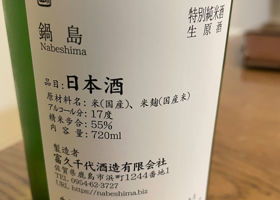 鍋島
Nabeshima
特別純米酒
生原酒
品目:日本酒
原材料名:米(国産)、米麹(国産米)
アルコール分:17度
精米歩合:55%
内容量:720ml
製造者
富久千代酒造有限会社
佐賀県鹿島市浜町1244番地1
TEL 0954-62-3727
URL https://nabeshima.biz